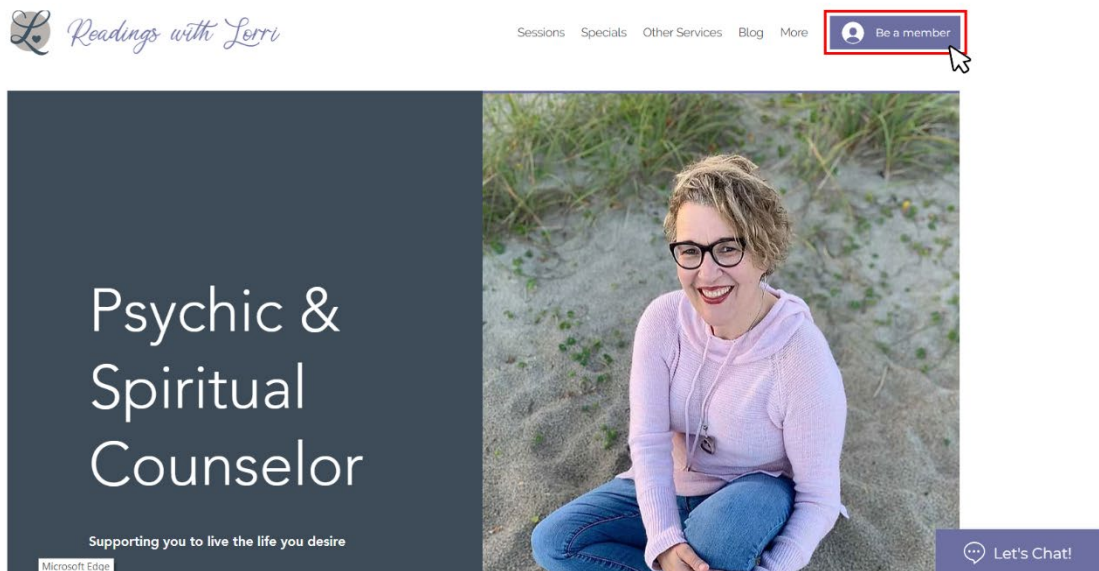 Readings with Lorri
Sessions Specials Other Services Blog More Be a member
Psychic &
Spiritual
Counselor
Supporting you to live the life you desire
Microsoft Edge
Let's Chat!